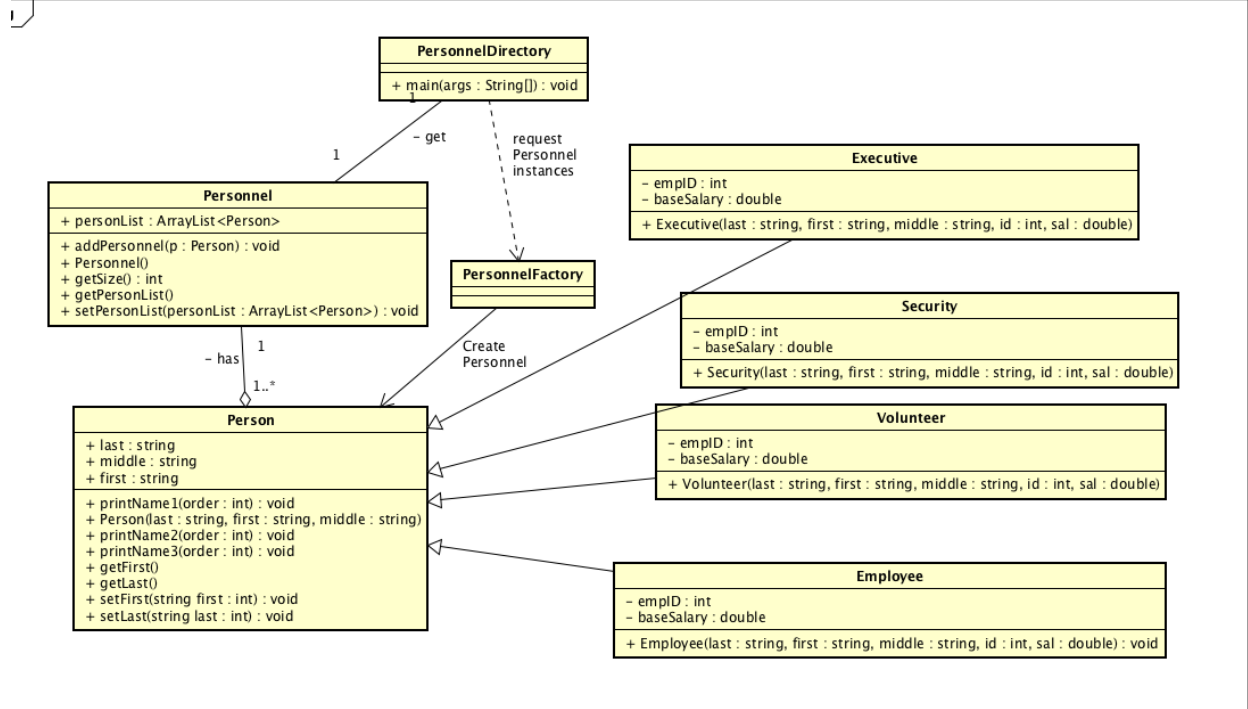 PersonnelDirectory
+ main(args : String[]) : void
1
- get
1
request
Personnel
instances
Personnel
+ personList : ArrayList<Person>
+ addPersonnel(p : Person) : void
+ Personnel()
+ getSize() : int
+ getPersonList()
+ setPersonList(personList : ArrayList<Person>) : void
PersonnelFactory
Create
Personnel
1
- has
1..*
Person
+ last : string
+ middle : string
+ first : string
+ printName1(order : int) : void
+ Person(last : string, first : string, middle : string)
+ printName2(order : int) : void
+ printName3(order : int) : void
+ getFirst()
+ getLast()
+ setFirst(string first : int) : void
+ setLast(string last : int) : void
Executive
- empID : int
- baseSalary : double
+ Executive(last : string, first : string, middle : string, id : int, sal : double)
Security
- empID : int
- baseSalary : double
+ Security(last : string, first : string, middle : string, id : int, sal : double)
Volunteer
- empID : int
- baseSalary : double
+ Volunteer(last : string, first : string, middle : string, id : int, sal : double)
Employee
- empID : int
- baseSalary : double
+ Employee(last : string, first : string, middle : string, id : int, sal : double) : void